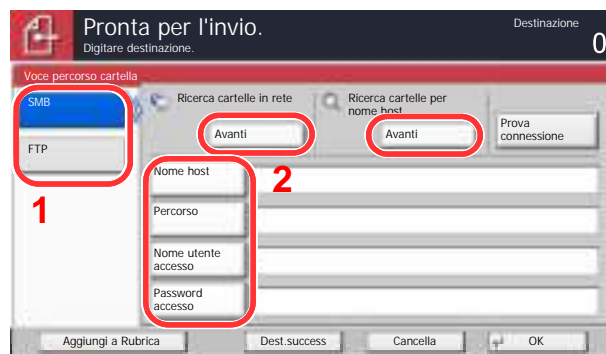 Pronta per l'invio.
Destinazione
Digitare destinazione.
0
Voce percorso cartella
SMB
FTP
1
Ricerca cartelle in rete
Avanti
Ricerca cartelle per
nome host
Avanti
Prova
connessione
Nome host
2
Percorso
Nome utente
accesso
Password
accesso
Aggiungi a Rubrica
Dest.success
Cancella
OK